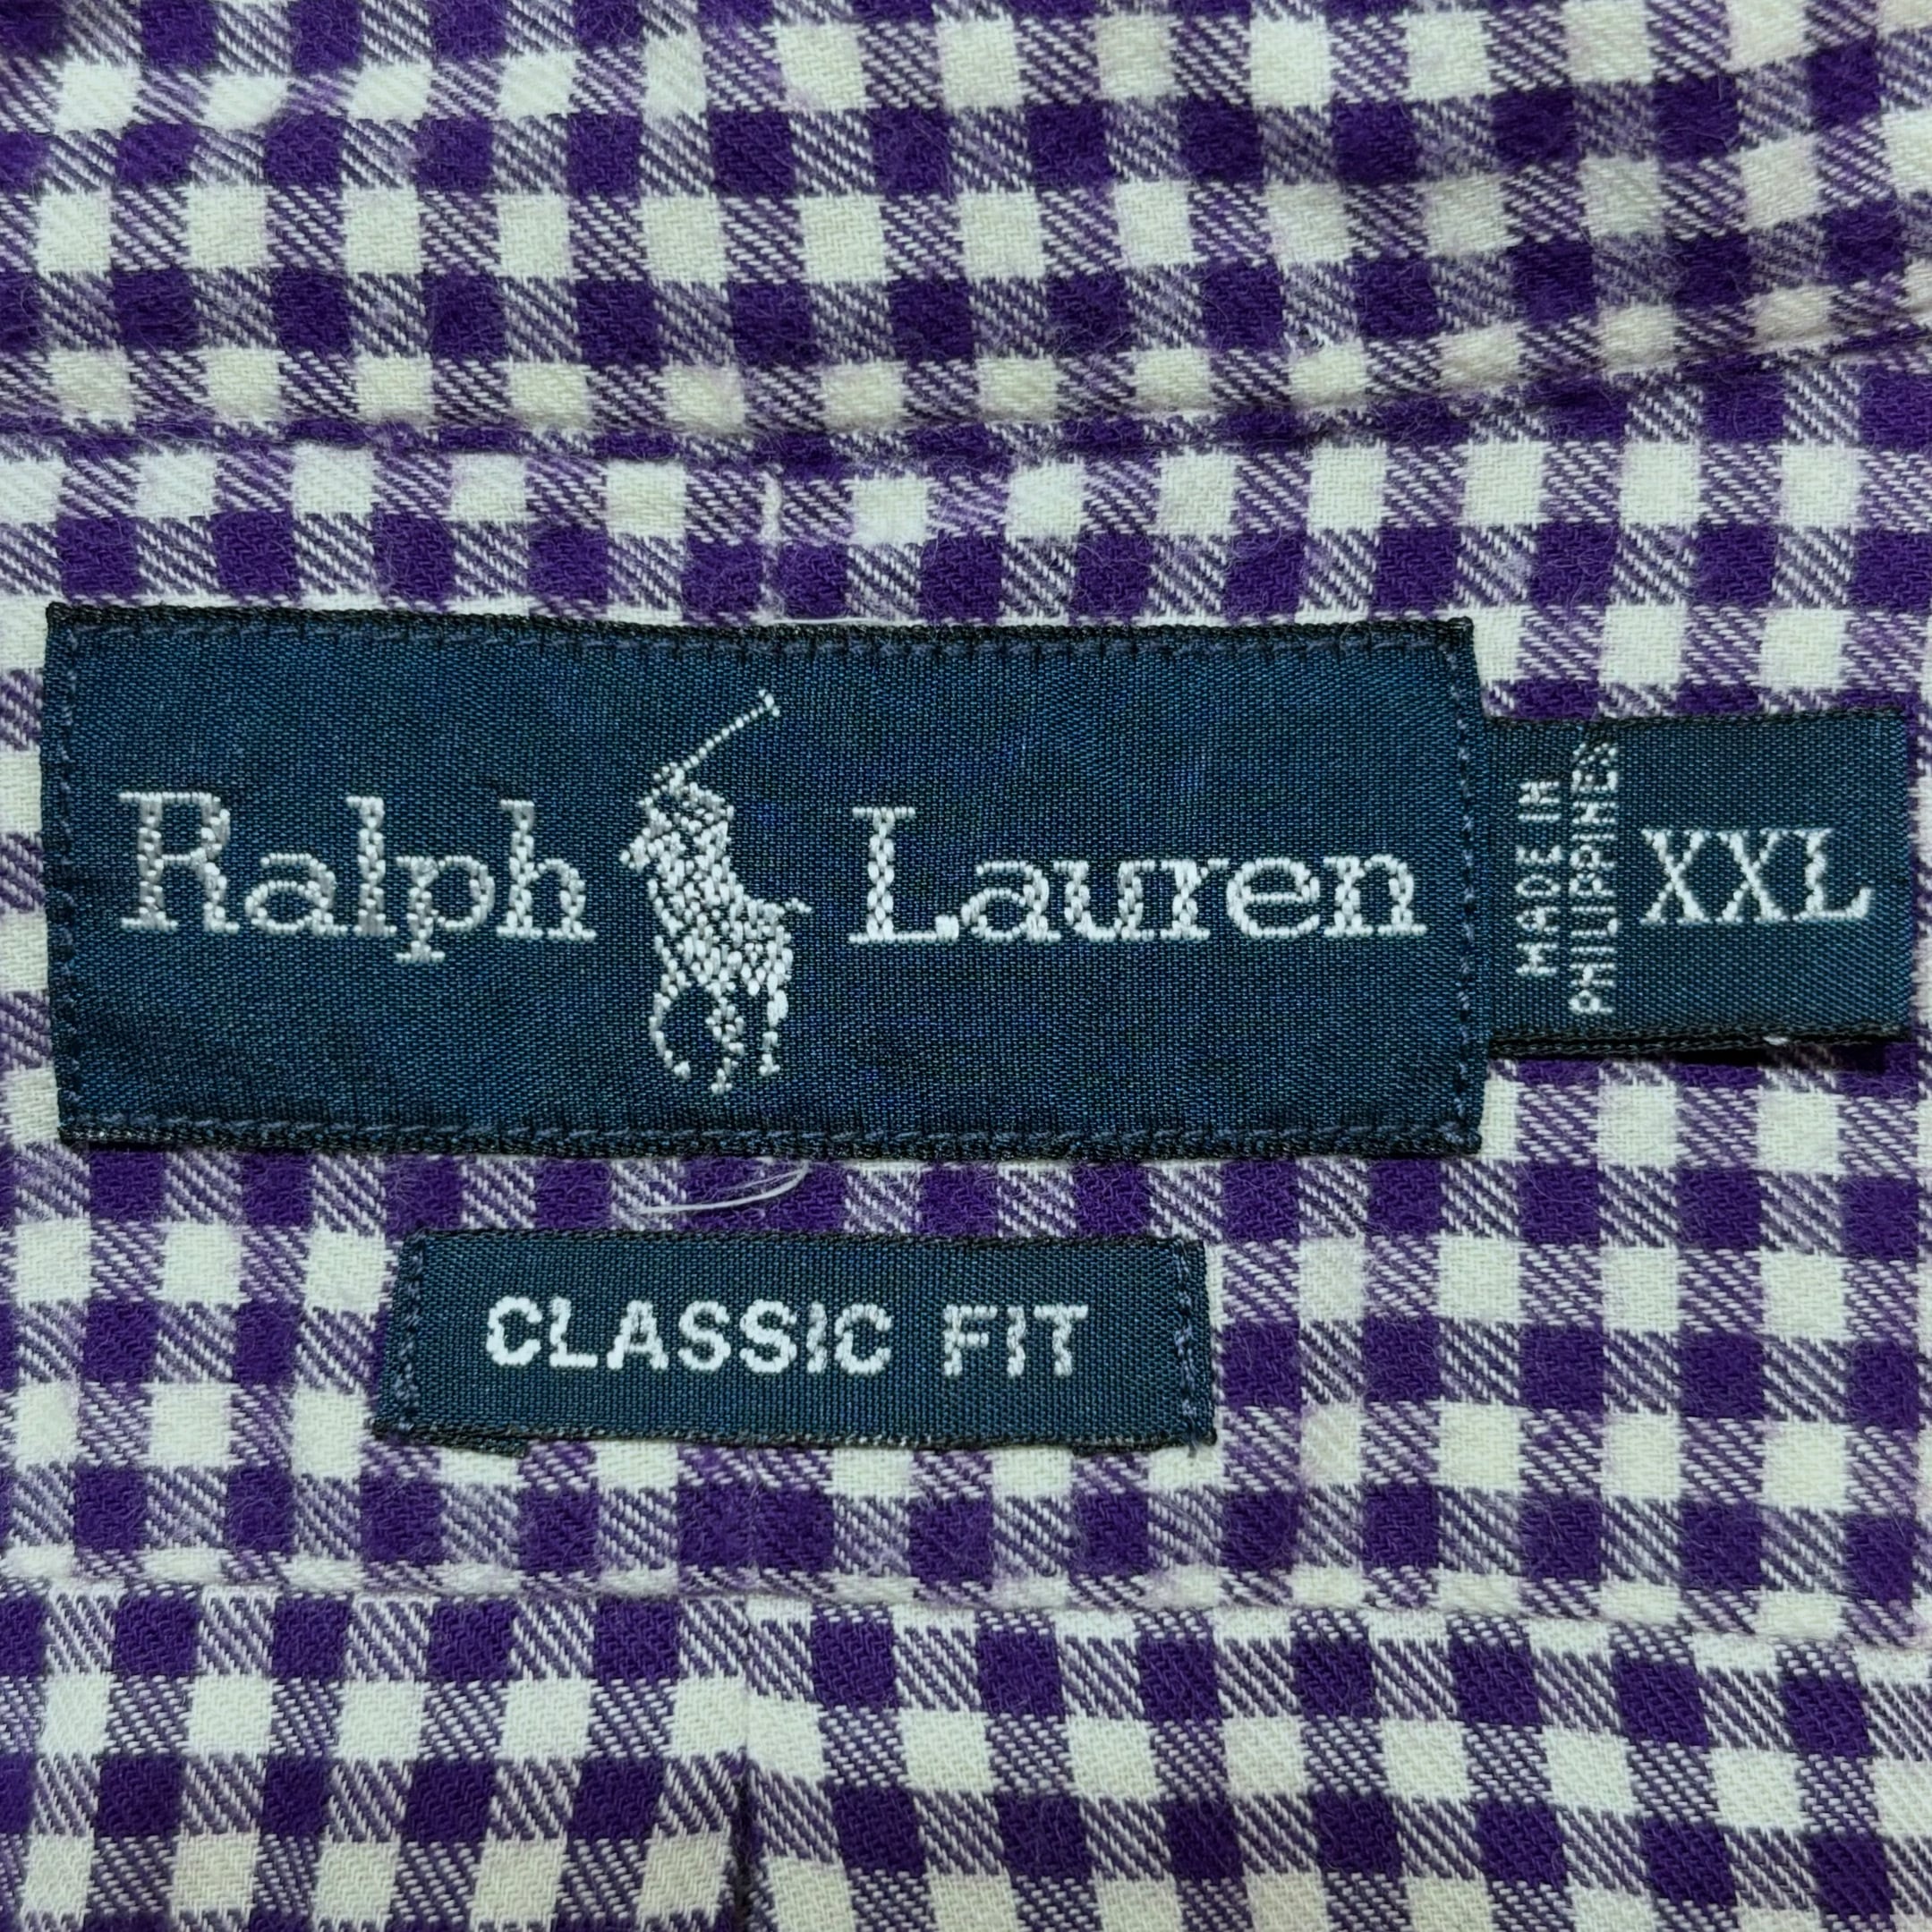 Ralph Lauren
MADE IN
PHILIPPINES
XXL
CLASSIC FIT